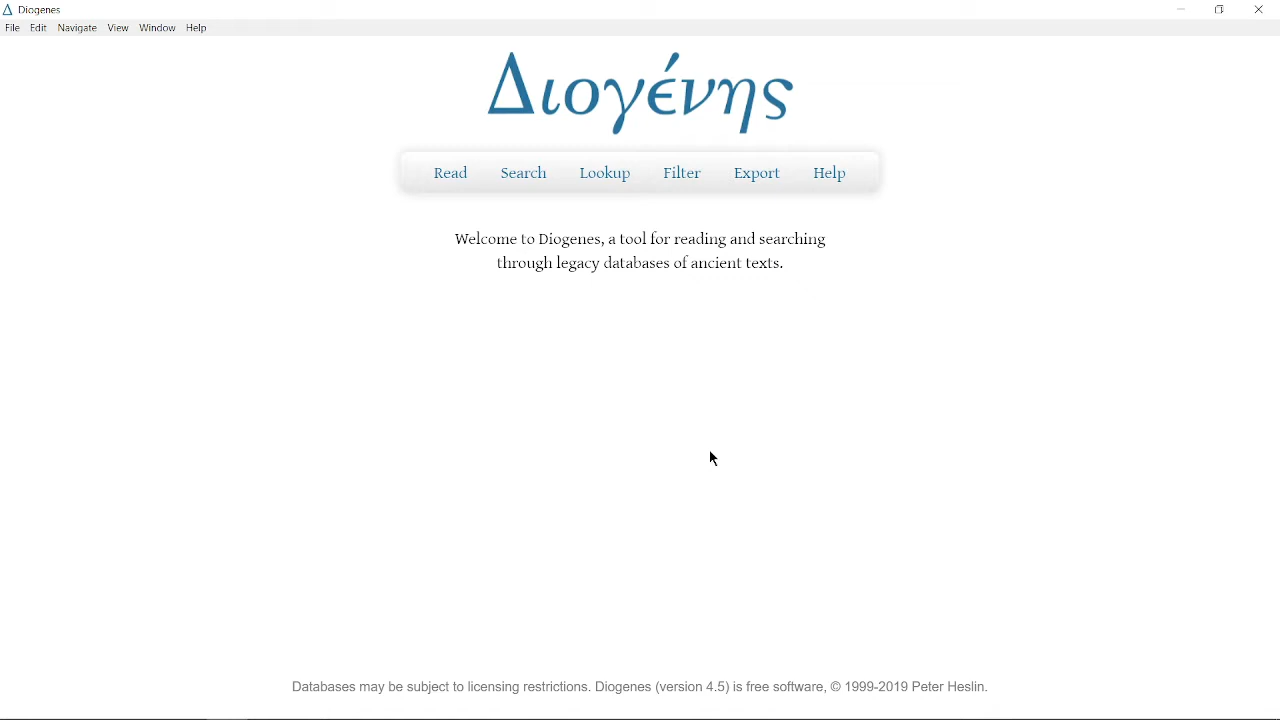 Diogenes
File Edit Navigate View Window Help
Διογένης
Read Search Lookup Filter Export Help
Welcome to Diogenes, a tool for reading and searching
through legacy databases of ancient texts.
Databases may be subject to licensing restrictions. Diogenes (version 4.5) is free software, © 1999-2019 Peter Heslin.